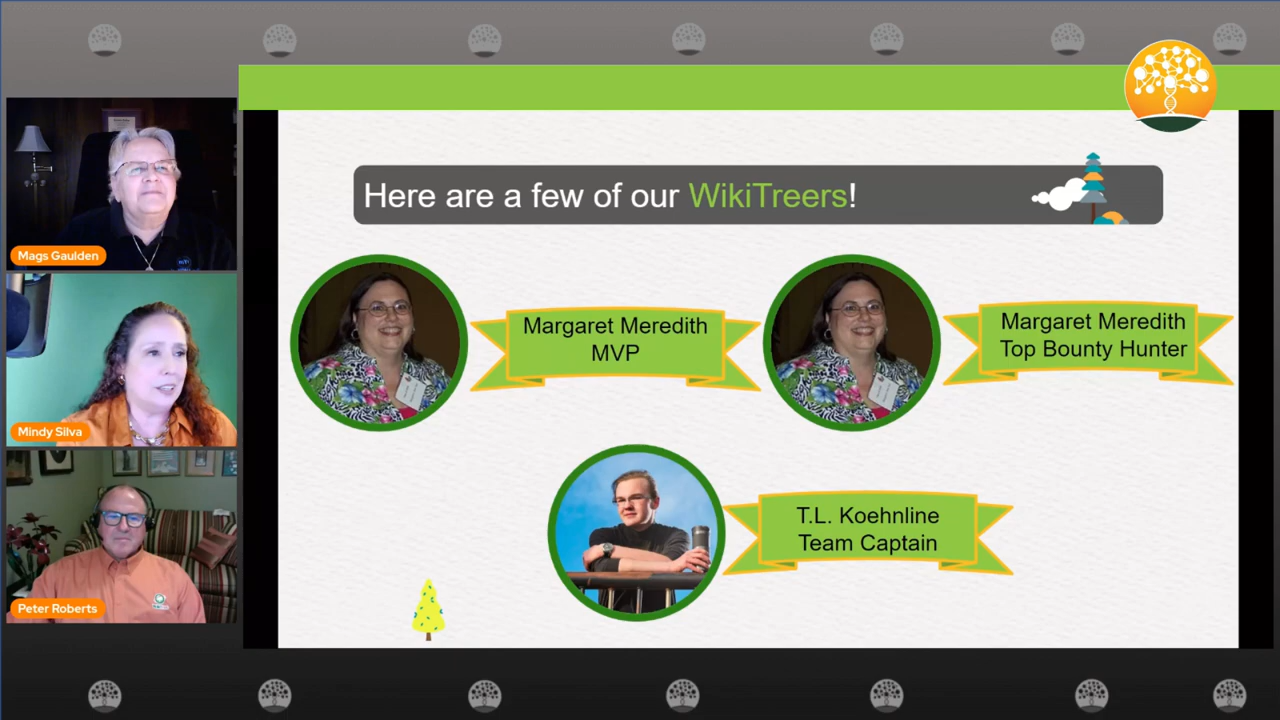 Here are a few of our WikiTreers!
Mags Gaulden
Mindy Silva
Peter Roberts
Margaret Meredith
MVP
Margaret Meredith
Top Bounty Hunter
T.L. Koehnline
Team Captain